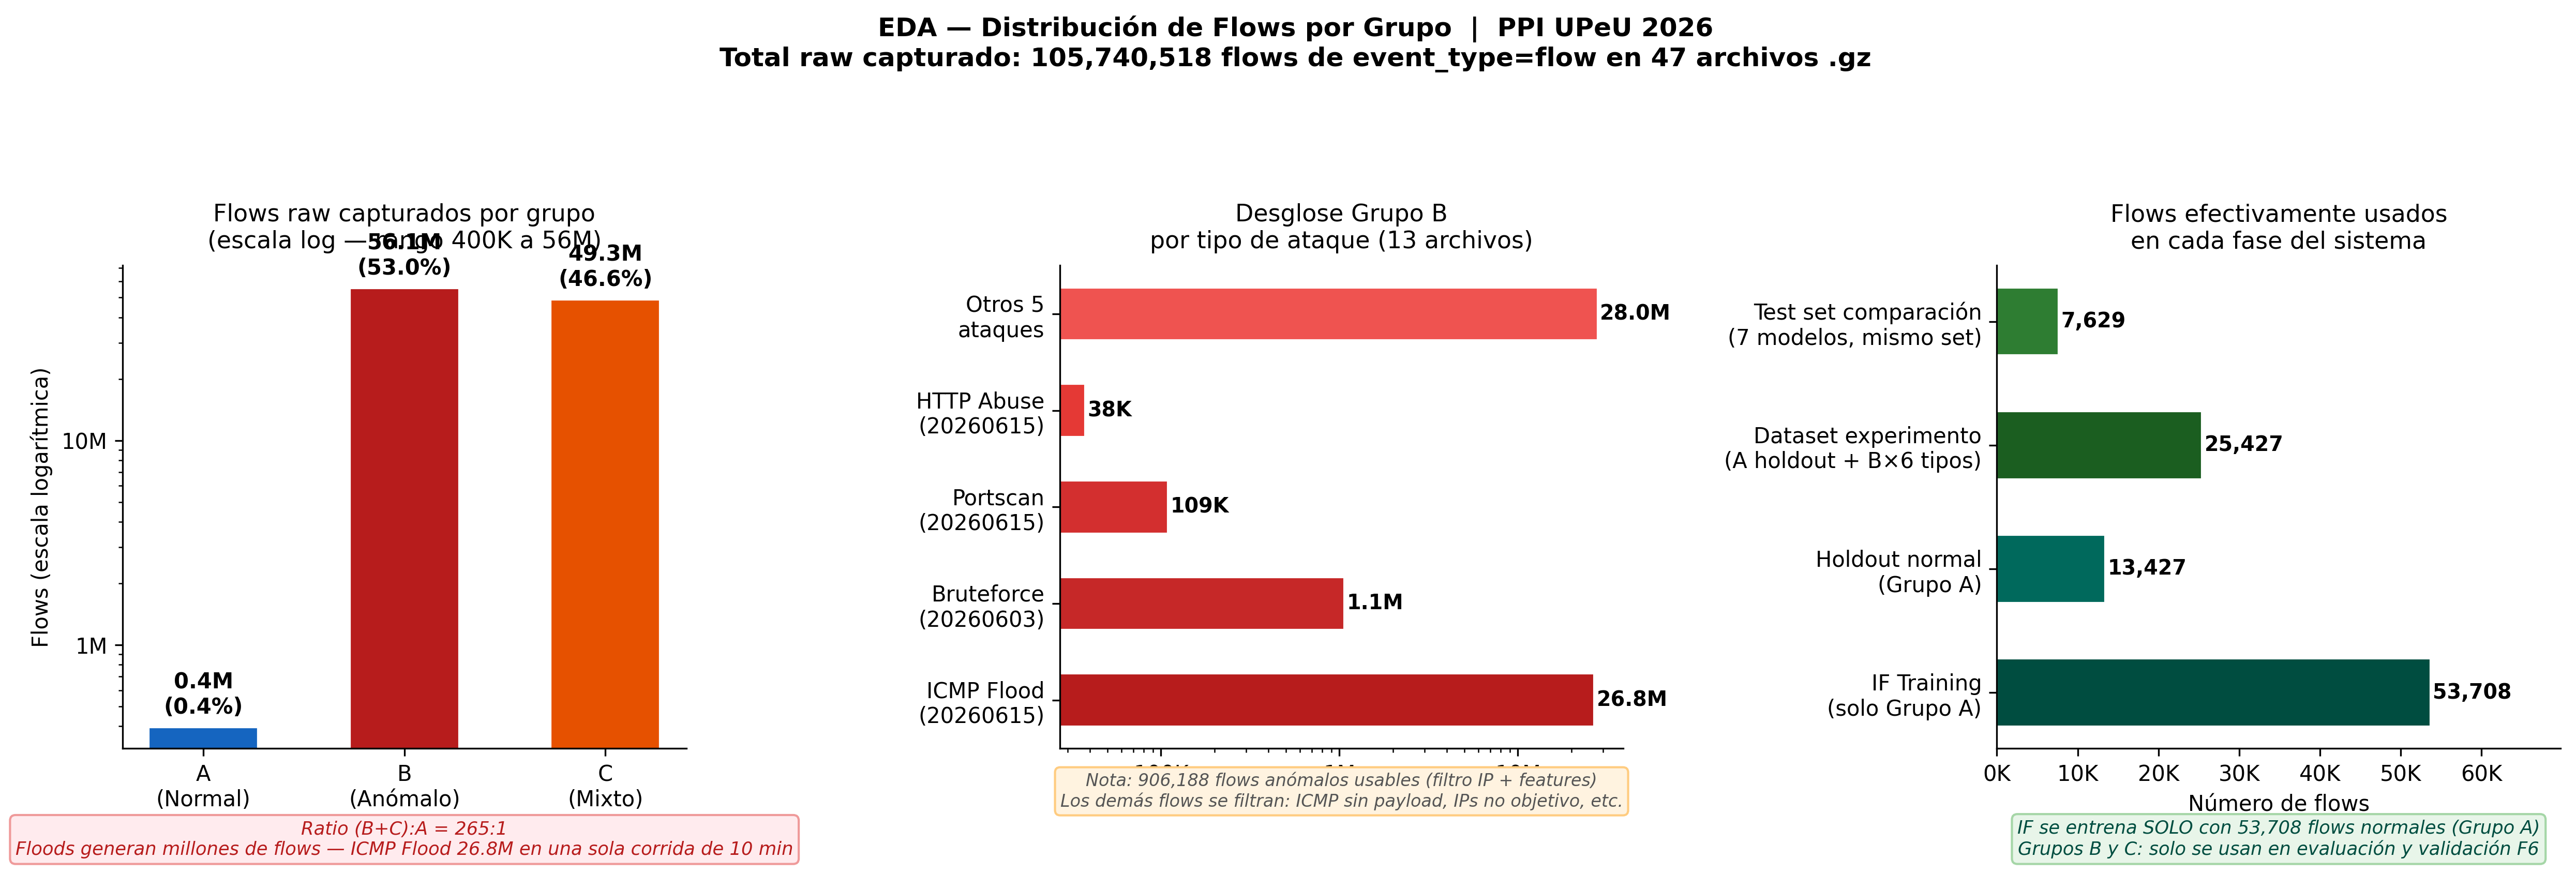 EDA — Distribución de Flows por Grupo | PPI UPeU 2026
Total raw capturado: 105,740,518 flows de event_type=flow en 47 archivos .gz
Flows raw capturados por grupo
(escala log — rango 400K a 56M)
56.1M
(53.0%)
49.3M
(46.6%)
0.4M
(0.4%)
Flows (escala logarítmica)
10M
1M
A
(Normal)
B
(Anómalo)
C
(Mixto)
Ratio (B+C):A = 265:1
Floods generan millones de flows — ICMP Flood 26.8M en una sola corrida de 10 min
Desglose Grupo B
por tipo de ataque (13 archivos)
Otros 5
ataques
28.0M
HTTP Abuse
(20260615)
38K
Portscan
(20260615)
109K
Bruteforce
(20260603)
1.1M
ICMP Flood
(20260615)
26.8M
Nota: 906,188 flows anómalos usables (filtro IP + features)
Los demás flows se filtran: ICMP sin payload, IPs no objetivo, etc.
Flows efectivamente usados
en cada fase del sistema
Test set comparación
(7 modelos, mismo set)
7,629
Dataset experimento
(A holdout + B×6 tipos)
25,427
Holdout normal
(Grupo A)
13,427
IF Training
(solo Grupo A)
53,708
0K 10K 20K 30K 40K 50K 60K
Número de flows
IF se entrena SOLO con 53,708 flows normales (Grupo A)
Grupos B y C: solo se usan en evaluación y validación F6